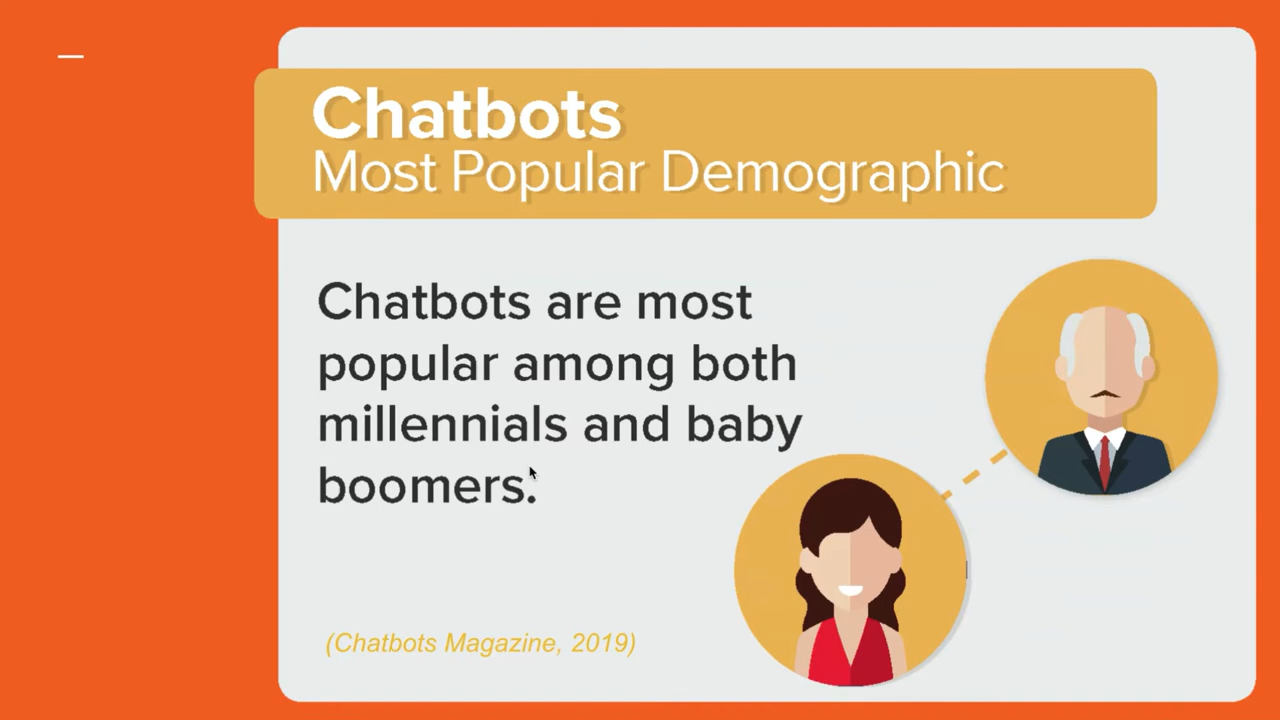 Chatbots
Most Popular Demographic
Chatbots are most
popular among both
millennials and baby
boomers.
(Chatbots Magazine, 2019)